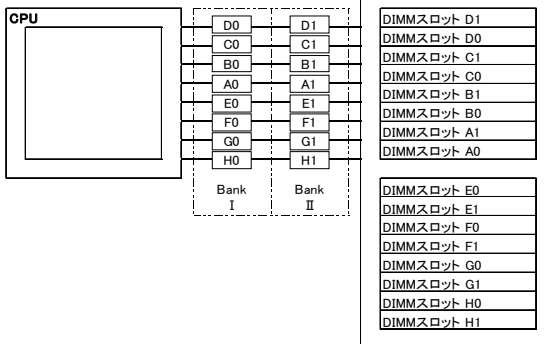 CPU
D0 D1
C0 C1
B0 B1
A0 A1
E0 E1
F0 F1
G0 G1
H0 H1
Bank Bank
Ⅰ Ⅱ
DIMMスロット D1
DIMMスロット D0
DIMMスロット C1
DIMMスロット C0
DIMMスロット B1
DIMMスロット B0
DIMMスロット A1
DIMMスロット A0
DIMMスロット E0
DIMMスロット E1
DIMMスロット F0
DIMMスロット F1
DIMMスロット G0
DIMMスロット G1
DIMMスロット H0
DIMMスロット H1